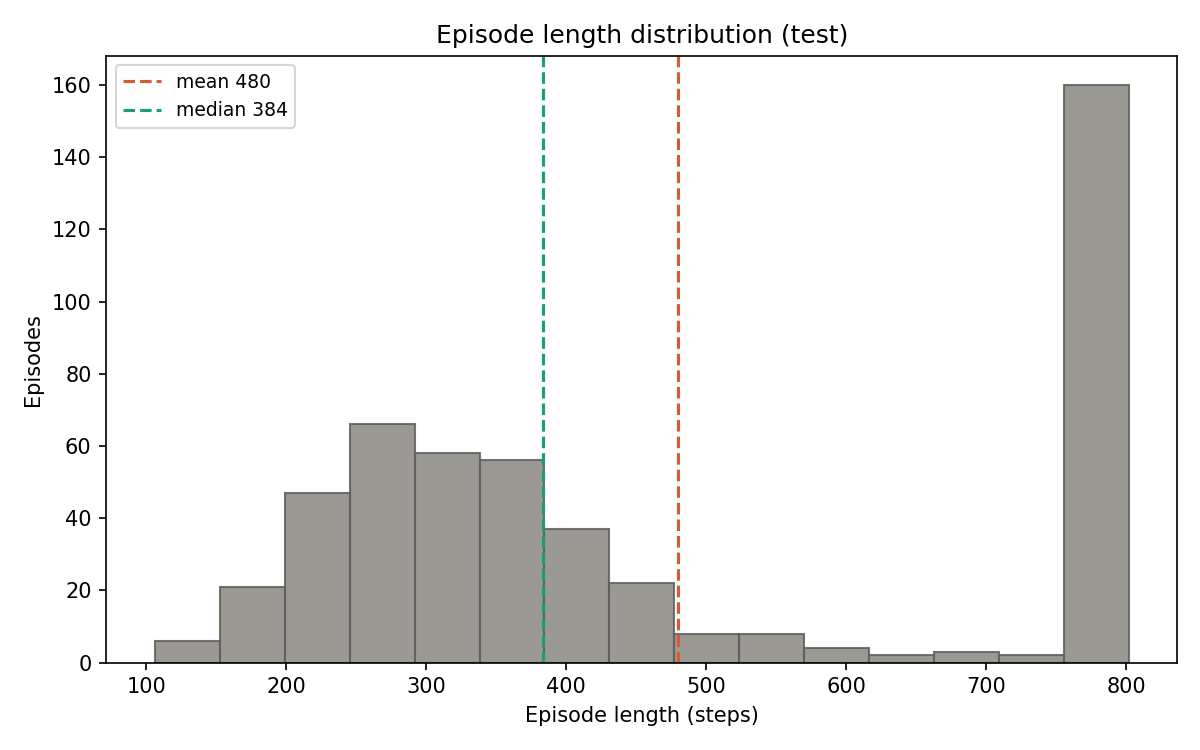 Episode length distribution (test)
mean 480
median 384
160
140
120
100
80
60
40
20
0
Episodes
100 200 300 400 500 600 700 800
Episode length (steps)